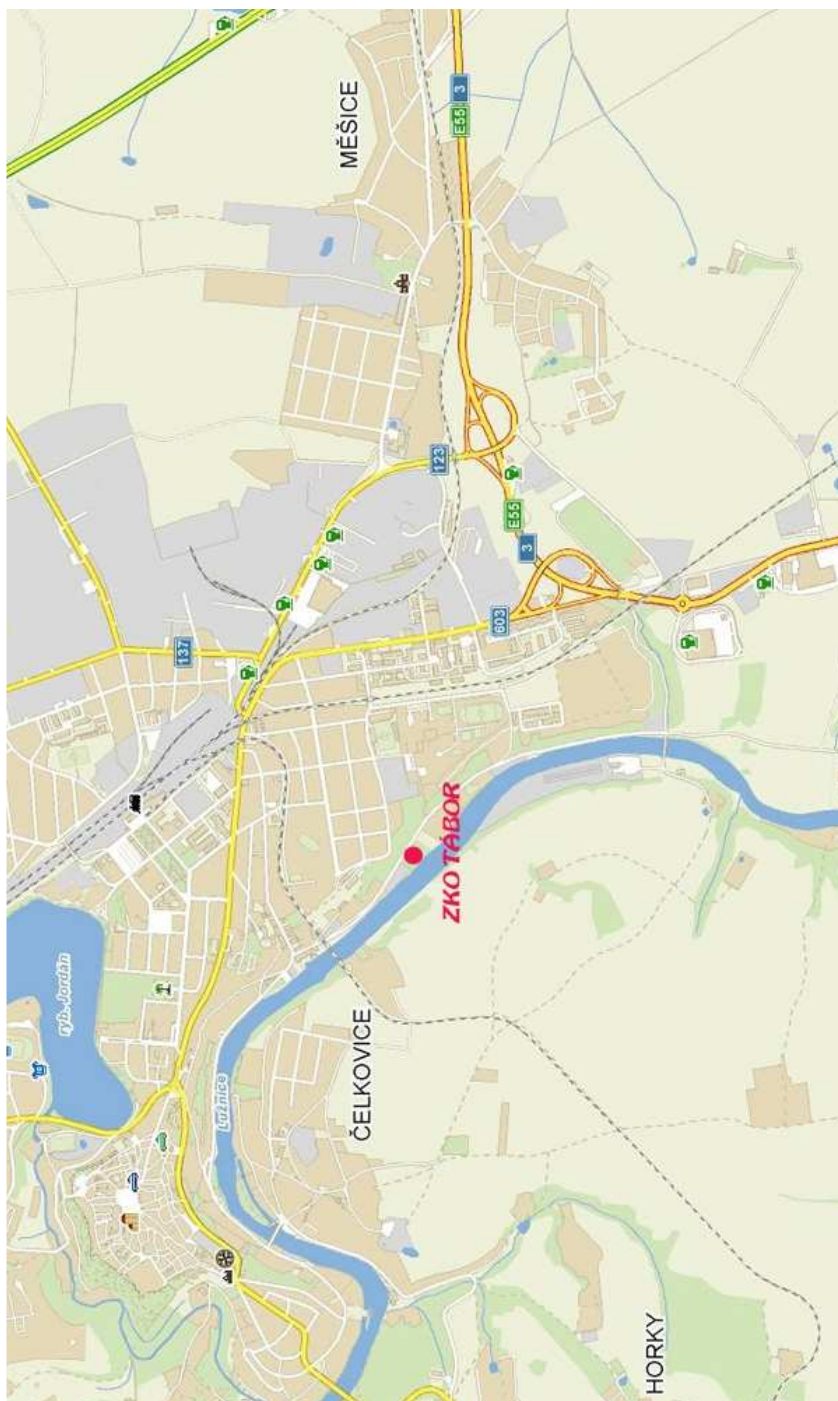 MĚŠICE
E55
3
123
E55
3
603
137
ryb. Jordán
ZKO TÁBOR
Lužnice
ČELKOVICE
HORKY